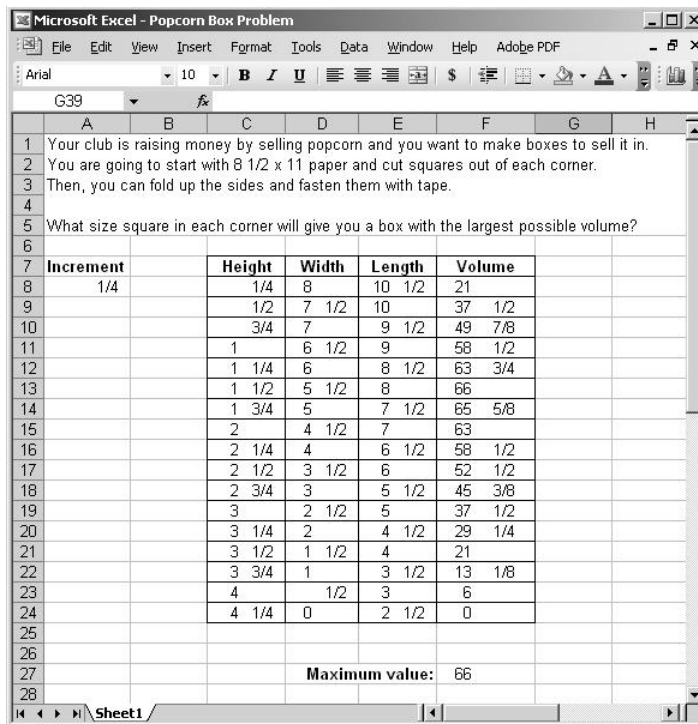 Microsoft Excel - Popcorn Box Problem
File Edit View Insert Format Tools Data Window Help Adobe PDF
Arial 10 B I U $ A
G39 fx
A B C D E F G H
1 Your club is raising money by selling popcorn and you want to make boxes to sell it in.
2 You are going to start with 8 1/2 x 11 paper and cut squares out of each corner.
3 Then, you can fold up the sides and fasten them with tape.
4
5 What size square in each corner will give you a box with the largest possible volume?
6
7 Increment Height Width Length Volume
8 1/4 1/4 8 10 1/2 21
9 1/2 7 1/2 10 37 1/2
10 3/4 7 9 1/2 49 7/8
11 1 6 1/2 9 58 1/2
12 1 1/4 6 8 1/2 63 3/4
13 1 1/2 5 1/2 8 66
14 1 3/4 5 7 1/2 65 5/8
15 2 4 1/2 7 63
16 2 1/4 4 6 1/2 58 1/2
17 2 1/2 3 1/2 6 52 1/2
18 2 3/4 3 5 1/2 45 3/8
19 3 2 1/2 5 37 1/2
20 3 1/4 2 4 1/2 29 1/4
21 3 1/2 1 1/2 4 21
22 3 3/4 1 3 1/2 13 1/8
23 4 1/2 3 6
24 4 1/4 0 2 1/2 0
25
26
27 Maximum value: 66
28
Sheet1